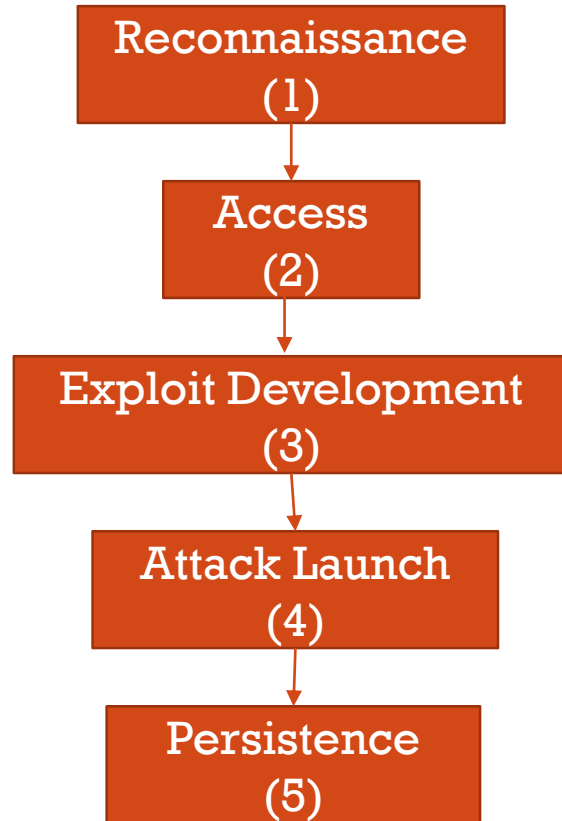 Reconnaissance
(1)
Access
(2)
Exploit Development
(3)
Attack Launch
(4)
Persistence
(5)